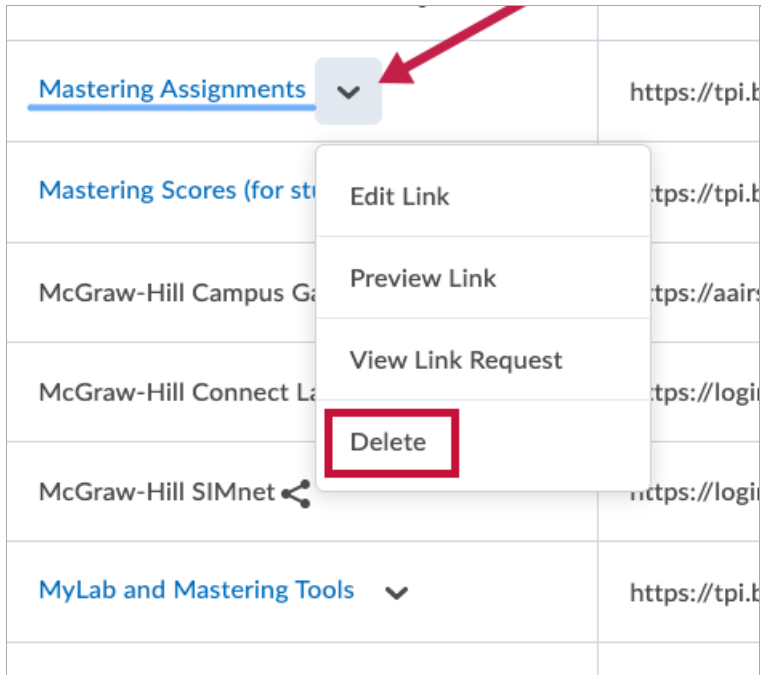 Mastering Assignments
https://tpi.b
Mastering Scores (for stu
ttps://tpi.b
Edit Link
Preview Link
View Link Request
Delete
McGraw-Hill Campus Ga
ttps://aairs
McGraw-Hill Connect La
ttps://login
McGraw-Hill SIMnet
https://login
MyLab and Mastering Tools
https://tpi.b